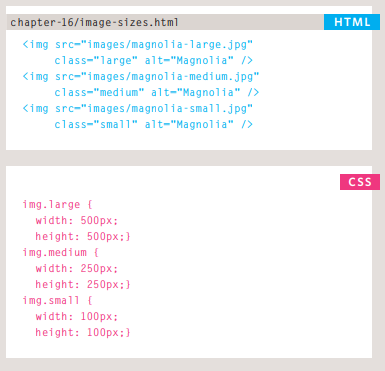 chapter-16/image-sizes.html
HTML
<img src="images/magnolia-large.jpg"
class="large" alt="Magnolia" />
<img src="images/magnolia-medium.jpg"
class="medium" alt="Magnolia" />
<img src="images/magnolia-small.jpg"
class="small" alt="Magnolia" />
CSS
img.large {
width: 500px;
height: 500px;}
img.medium {
width: 250px;
height: 250px;}
img.small {
width: 100px;
height: 100px;}